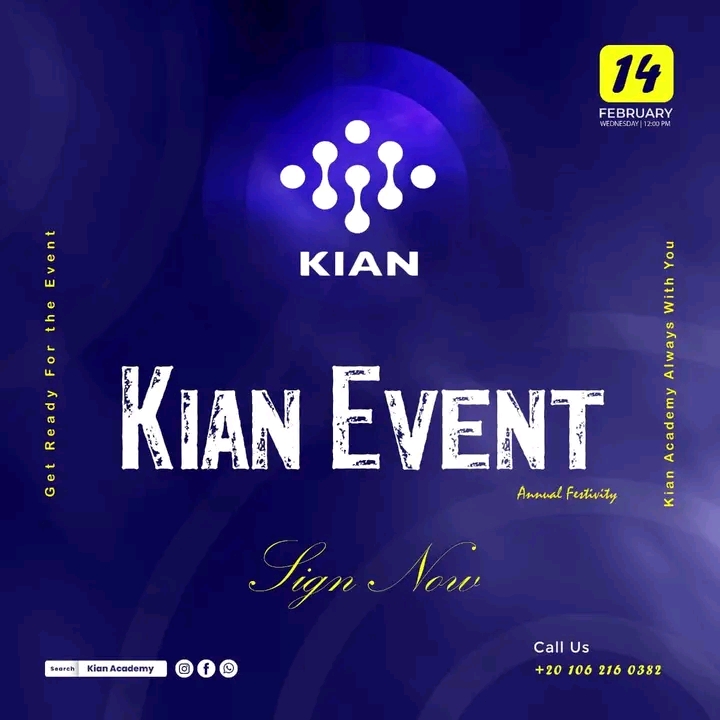 14
FEBRUARY
WEDNESDAY | 12:00 PM
KIAN
Get Ready For the Event
Kian Academy Always With You
Kian Event
Annual Festivity
Sign Now
Search Kian Academy
Call Us
+20 106 216 0382